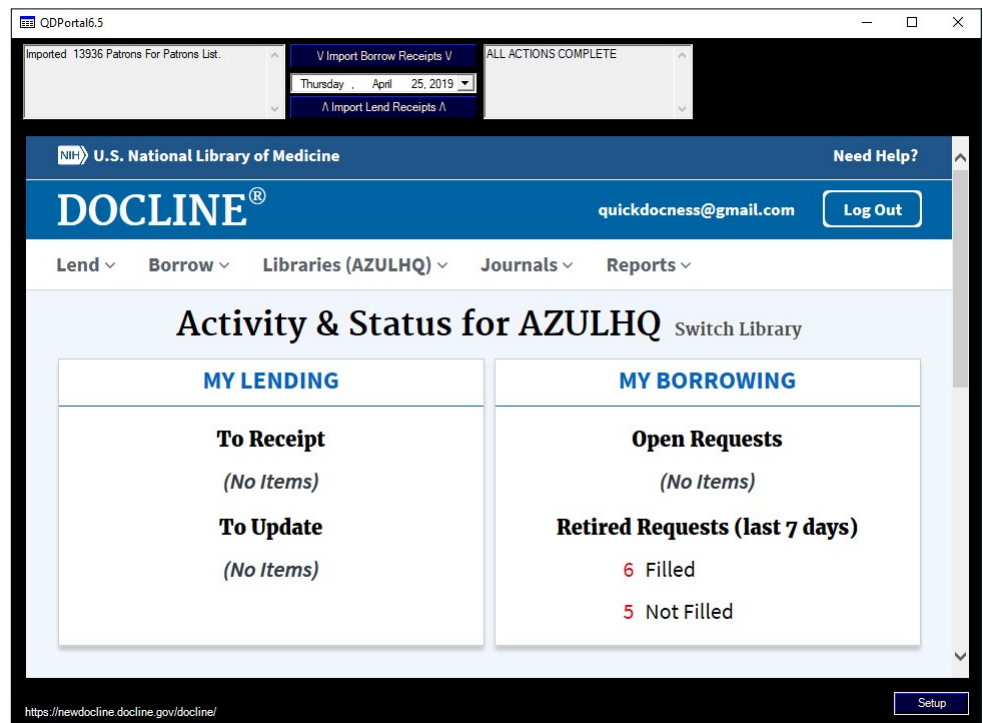 QDPortal6.5
Imported 13936 Patrons For Patrons List.
\/ Import Borrow Receipts \/
Thursday , April 25, 2019
/\ Import Lend Receipts /\
ALL ACTIONS COMPLETE
NIH U.S. National Library of Medicine
Need Help?
DOCLINE®
quickdocness@gmail.com
Log Out
Lend Borrow Libraries (AZULHQ) Journals Reports
Activity & Status for AZULHQ Switch Library
MY LENDING
To Receipt
(No Items)
To Update
(No Items)
MY BORROWING
Open Requests
(No Items)
Retired Requests (last 7 days)
6 Filled
5 Not Filled
https://newdocline.docline.gov/docline/
Setup